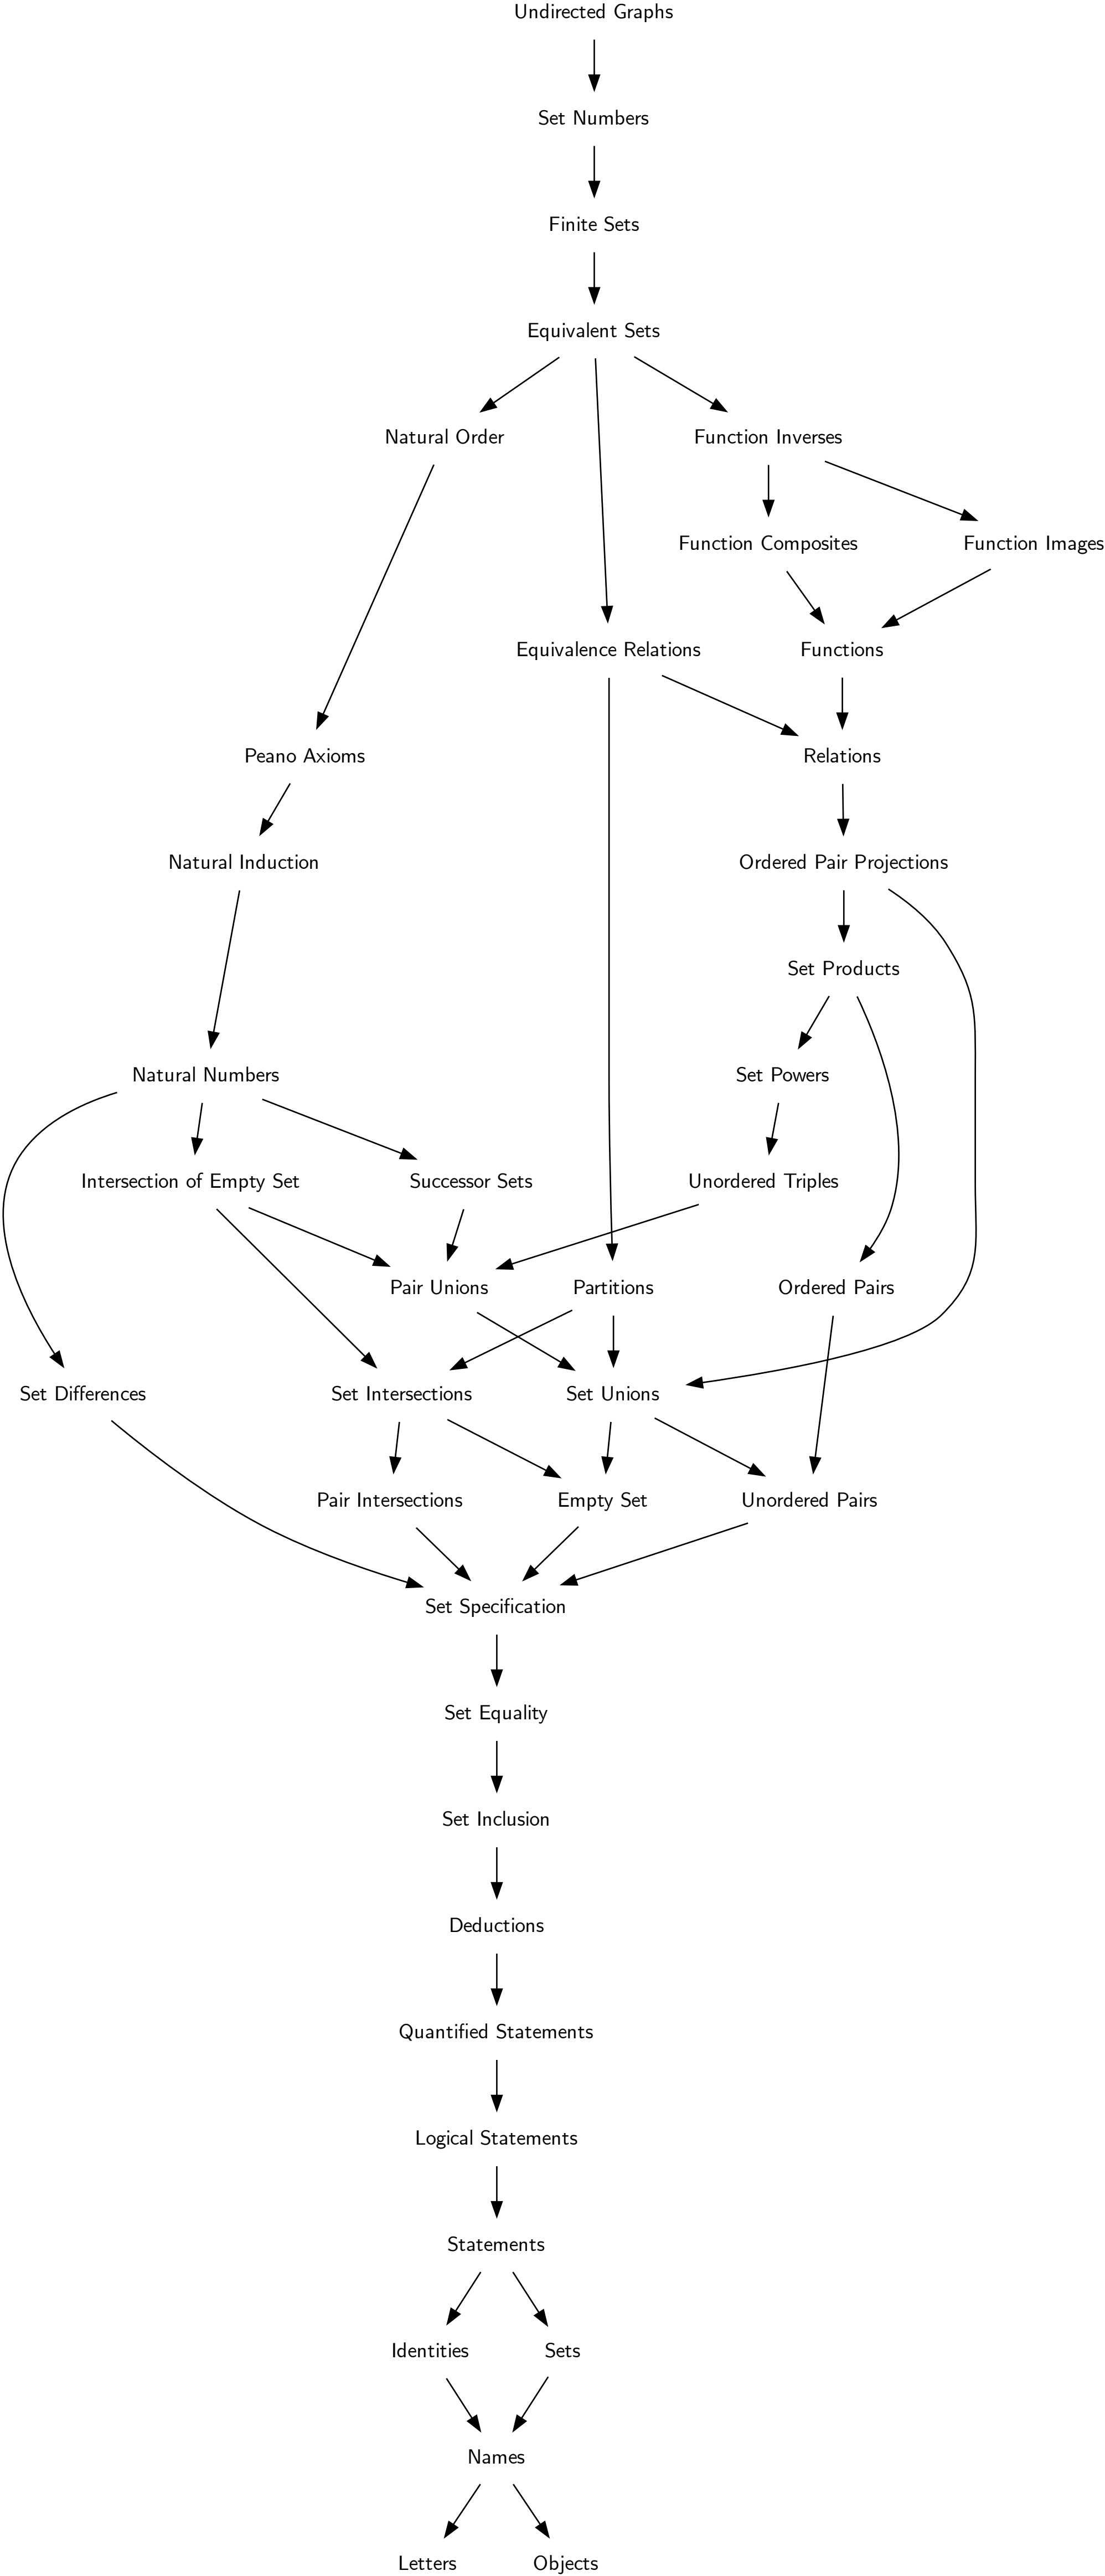 Undirected Graphs
Set Numbers
Finite Sets
Equivalent Sets
Natural Order
Function Inverses
Function Composites
Function Images
Equivalence Relations
Functions
Peano Axioms
Relations
Natural Induction
Ordered Pair Projections
Set Products
Natural Numbers
Set Powers
Intersection of Empty Set
Successor Sets
Unordered Triples
Pair Unions
Partitions
Ordered Pairs
Set Differences
Set Intersections
Set Unions
Pair Intersections
Empty Set
Unordered Pairs
Set Specification
Set Equality
Set Inclusion
Deductions
Quantified Statements
Logical Statements
Statements
Identities
Sets
Names
Letters
Objects